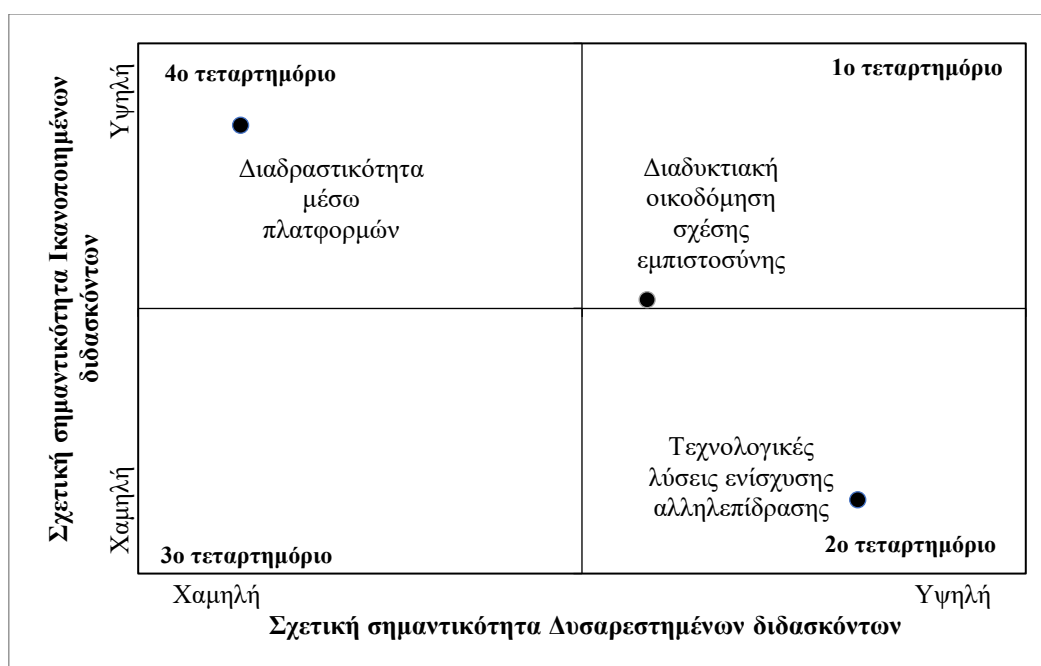 Σχετική σημαντικότητα Ικανοποιημένων
διδασκόντων
Υψηλή
Χαμηλή
4ο τεταρτημόριο
1ο τεταρτημόριο
Διαδραστικότητα
μέσω
πλατφορμών
Διαδυκτιακή
οικοδόμηση
σχέσης
εμπιστοσύνης
Τεχνολογικές
λύσεις ενίσχυσης
αλληλεπίδρασης
3ο τεταρτημόριο
2ο τεταρτημόριο
Χαμηλή
Υψηλή
Σχετική σημαντικότητα Δυσαρεστημένων διδασκόντων